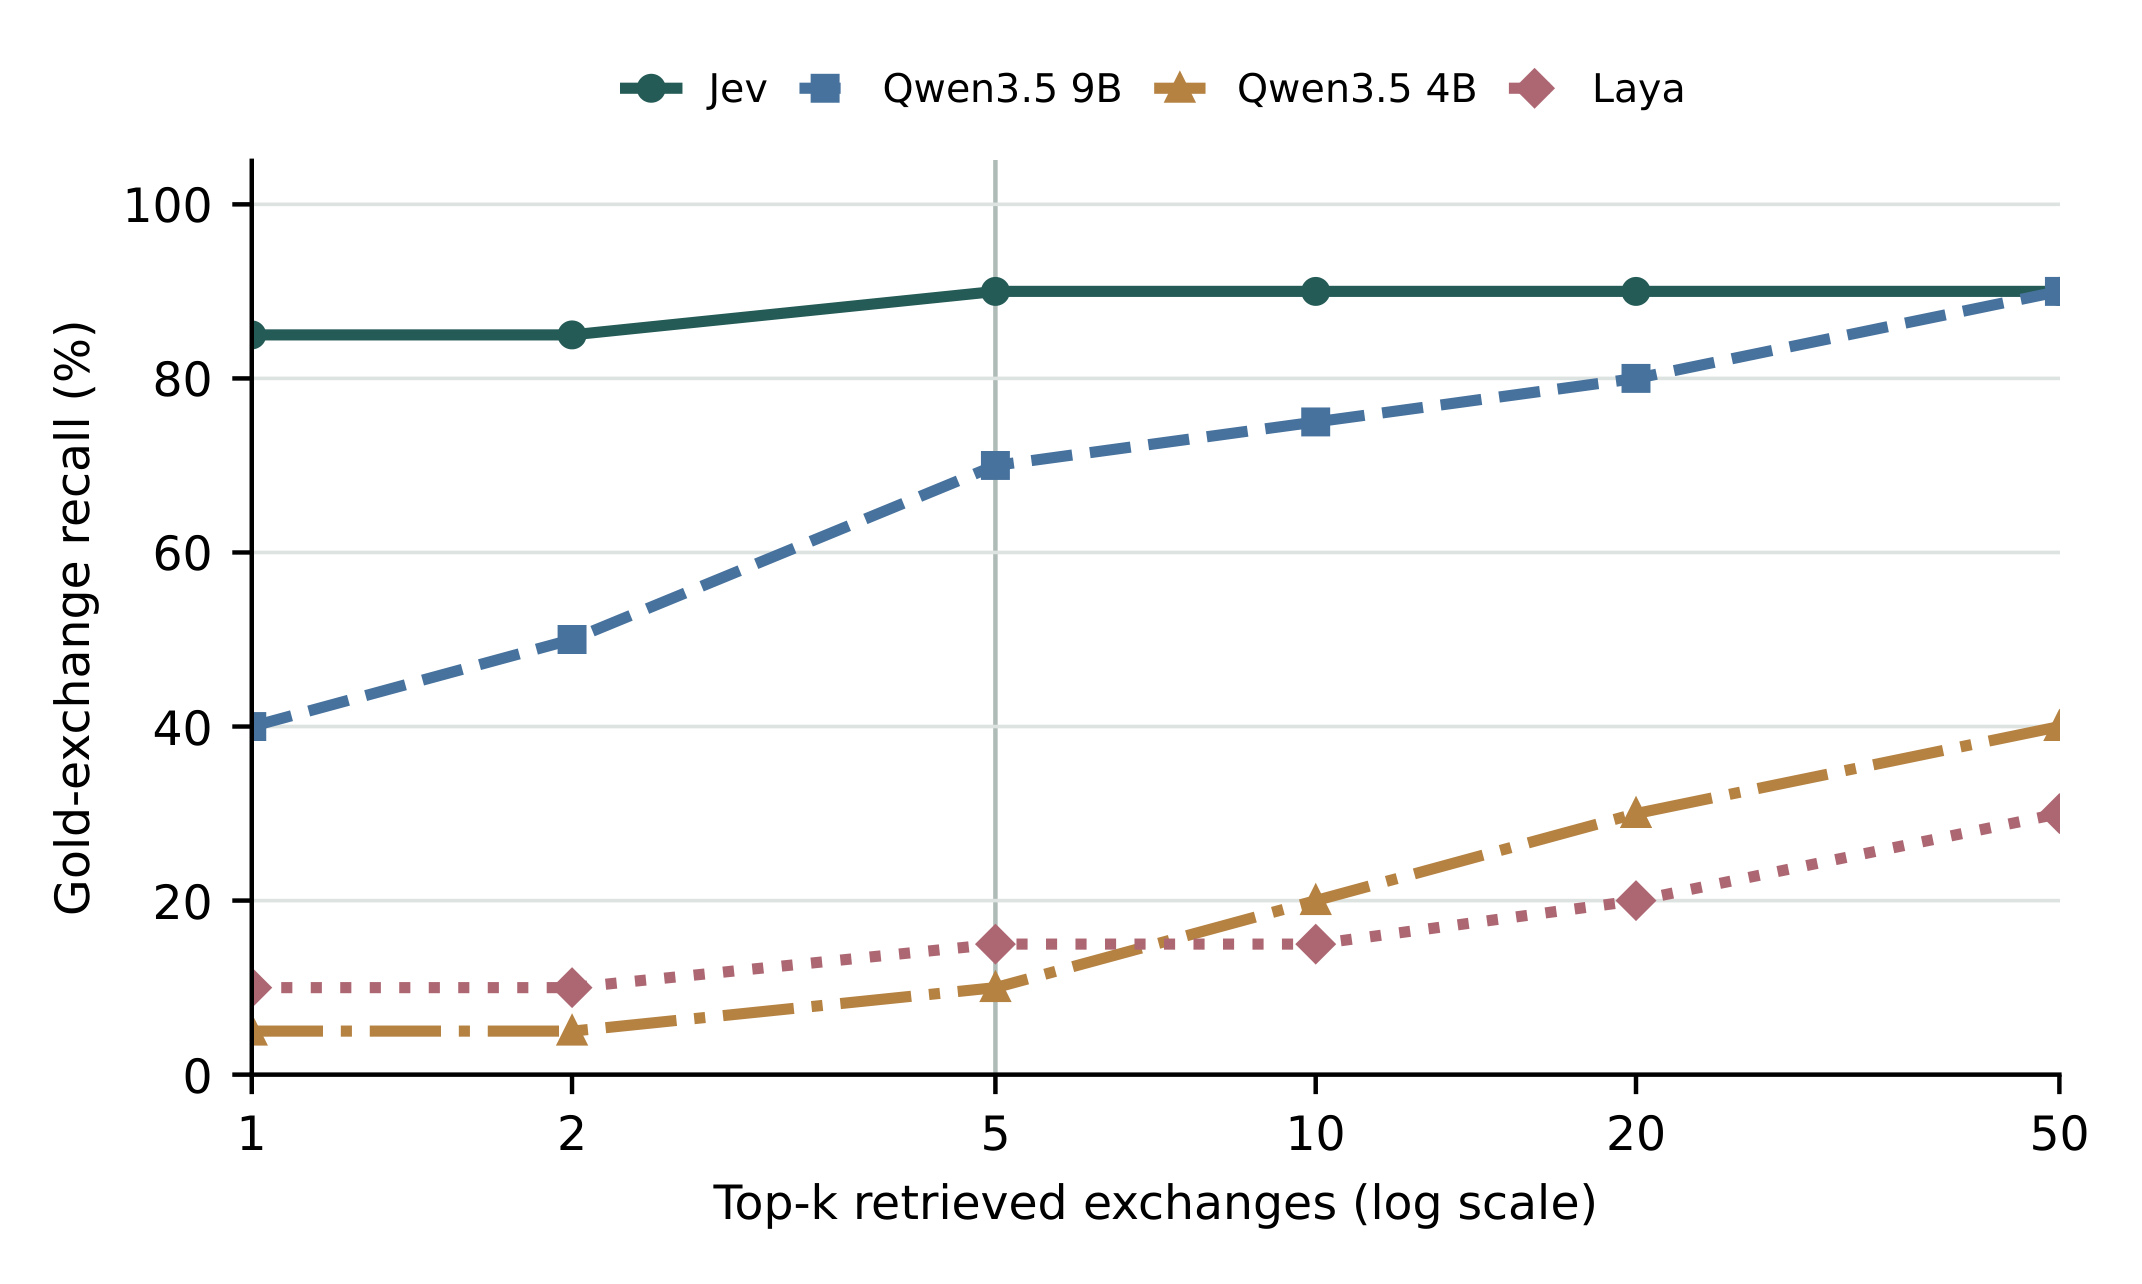 Jev Qwen3.5 9B Qwen3.5 4B Laya
Gold-exchange recall (%)
100
80
60
40
20
0
1 2 5 10 20 50
Top-k retrieved exchanges (log scale)